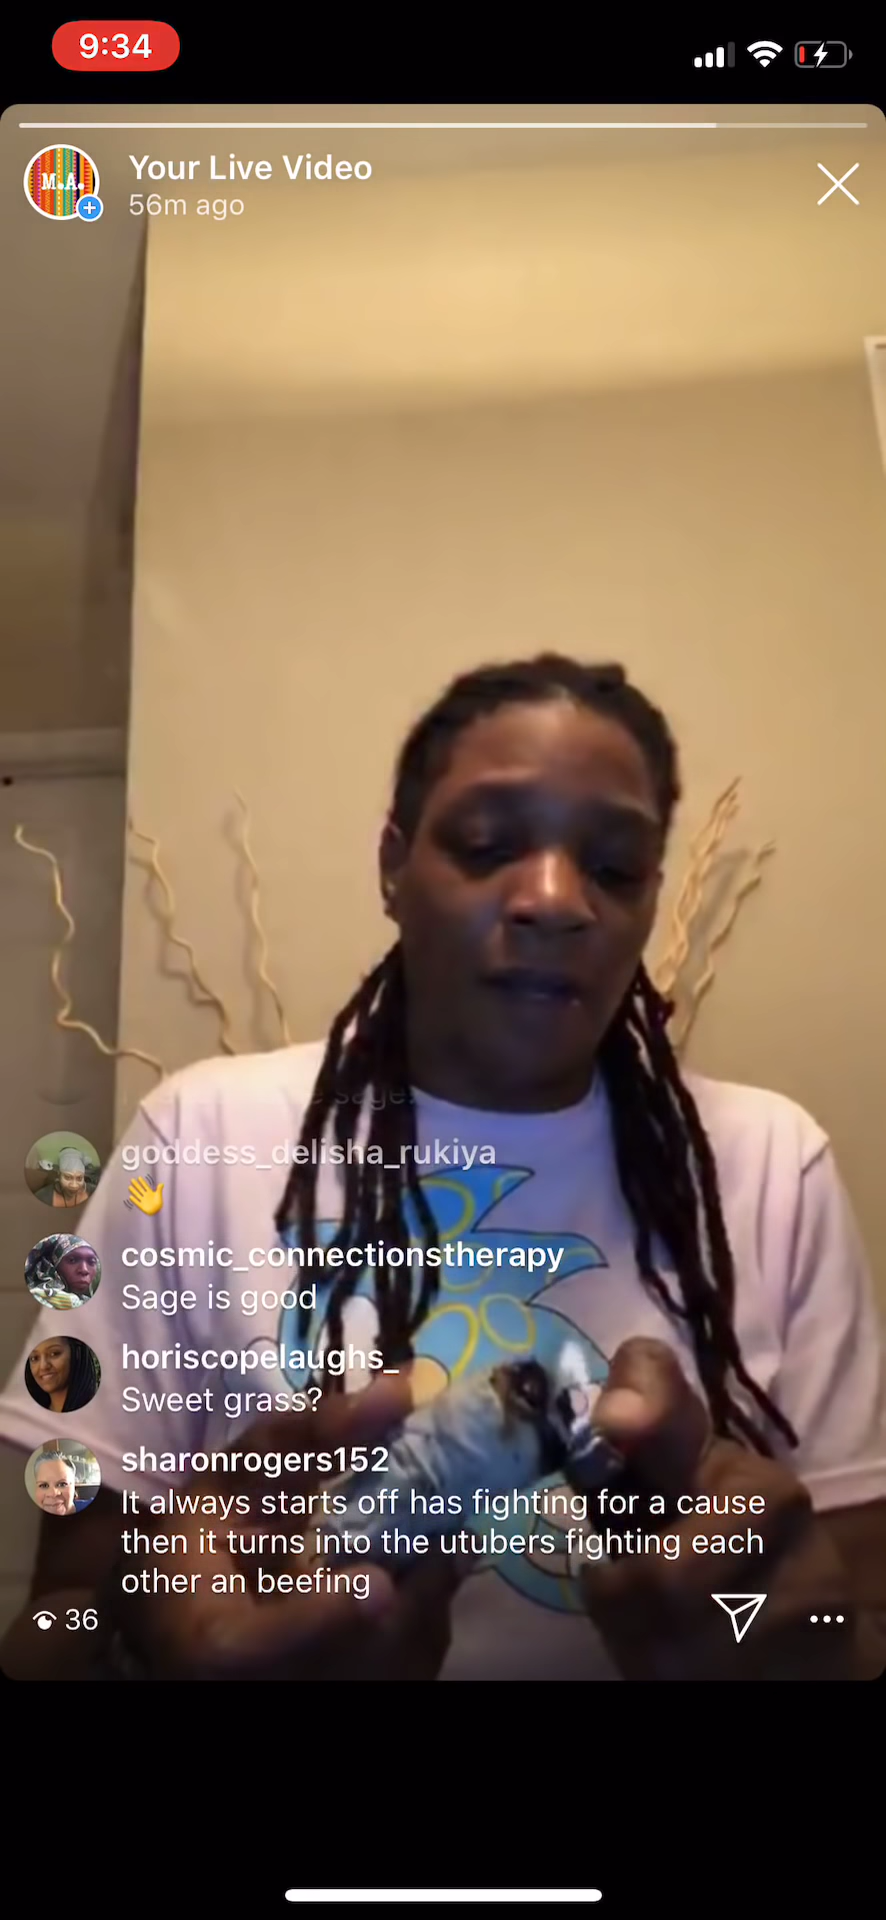 9:34
M.A.
Your Live Video
56m ago
sage
goddess_delisha_rukiya
👋
cosmic_connectionstherapy
Sage is good
horiscopelaughs_
Sweet grass?
sharonrogers152
It always starts off has fighting for a cause
then it turns into the utubers fighting each
other an beefing
36